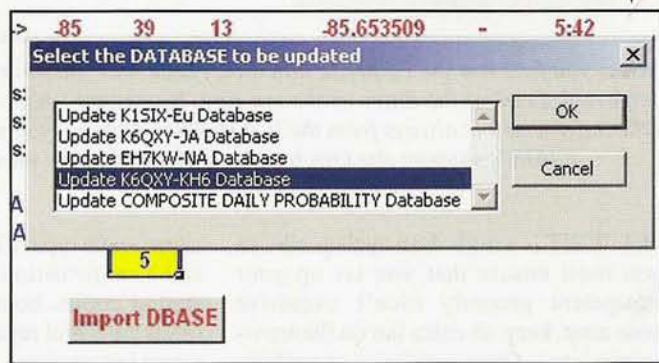 -> -85 39 13 -85.653509 - 5:42
Select the DATABASE to be updated
s:
s:
s:
Update K1SIX-Eu Database
Update K6QXY-JA Database
Update EH7KW-NA Database
Update K6QXY-KH6 Database
Update COMPOSITE DAILY PROBABILITY Database
OK
Cancel
A
A
5
Import DBASE